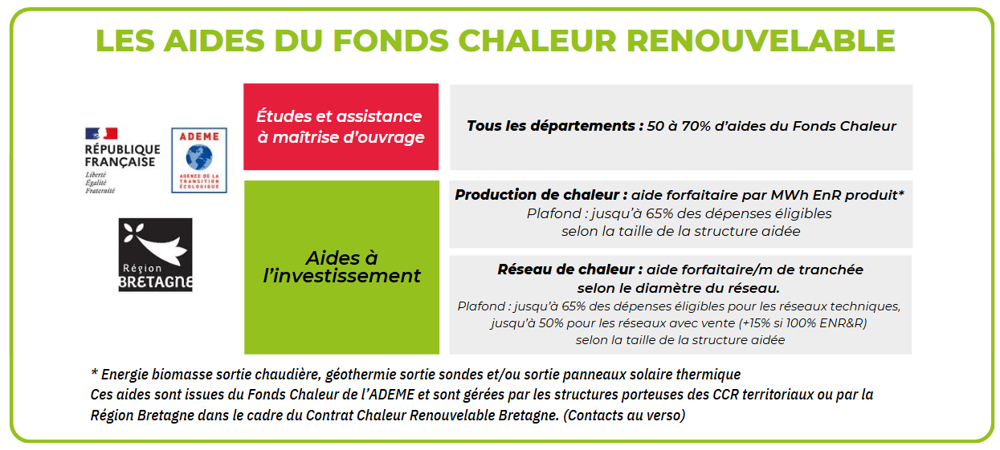 LES AIDES DU FONDS CHALEUR RENOUVELABLE
RÉPUBLIQUE
FRANÇAISE
Liberté
Égalité
Fraternité
ADEME
AGENCE DE LA
TRANSITION
ÉCOLOGIQUE
Région
BRETAGNE
Études et assistance
à maîtrise d’ouvrage
Tous les départements : 50 à 70% d’aides du Fonds Chaleur
Aides à
l’investissement
Production de chaleur : aide forfaitaire par MWh EnR produit*
Plafond : jusqu’à 65% des dépenses éligibles
selon la taille de la structure aidée
Réseau de chaleur : aide forfaitaire/m de tranchée
selon le diamètre du réseau.
Plafond : jusqu’à 65% des dépenses éligibles pour les réseaux techniques,
jusqu’à 50% pour les réseaux avec vente (+15% si 100% ENR&R)
selon la taille de la structure aidée
* Energie biomasse sortie chaudière, géothermie sortie sondes et/ou sortie panneaux solaire thermique
Ces aides sont issues du Fonds Chaleur de l’ADEME et sont gérées par les structures porteuses des CCR territoriaux ou par la
Région Bretagne dans le cadre du Contrat Chaleur Renouvelable Bretagne. (Contacts au verso)